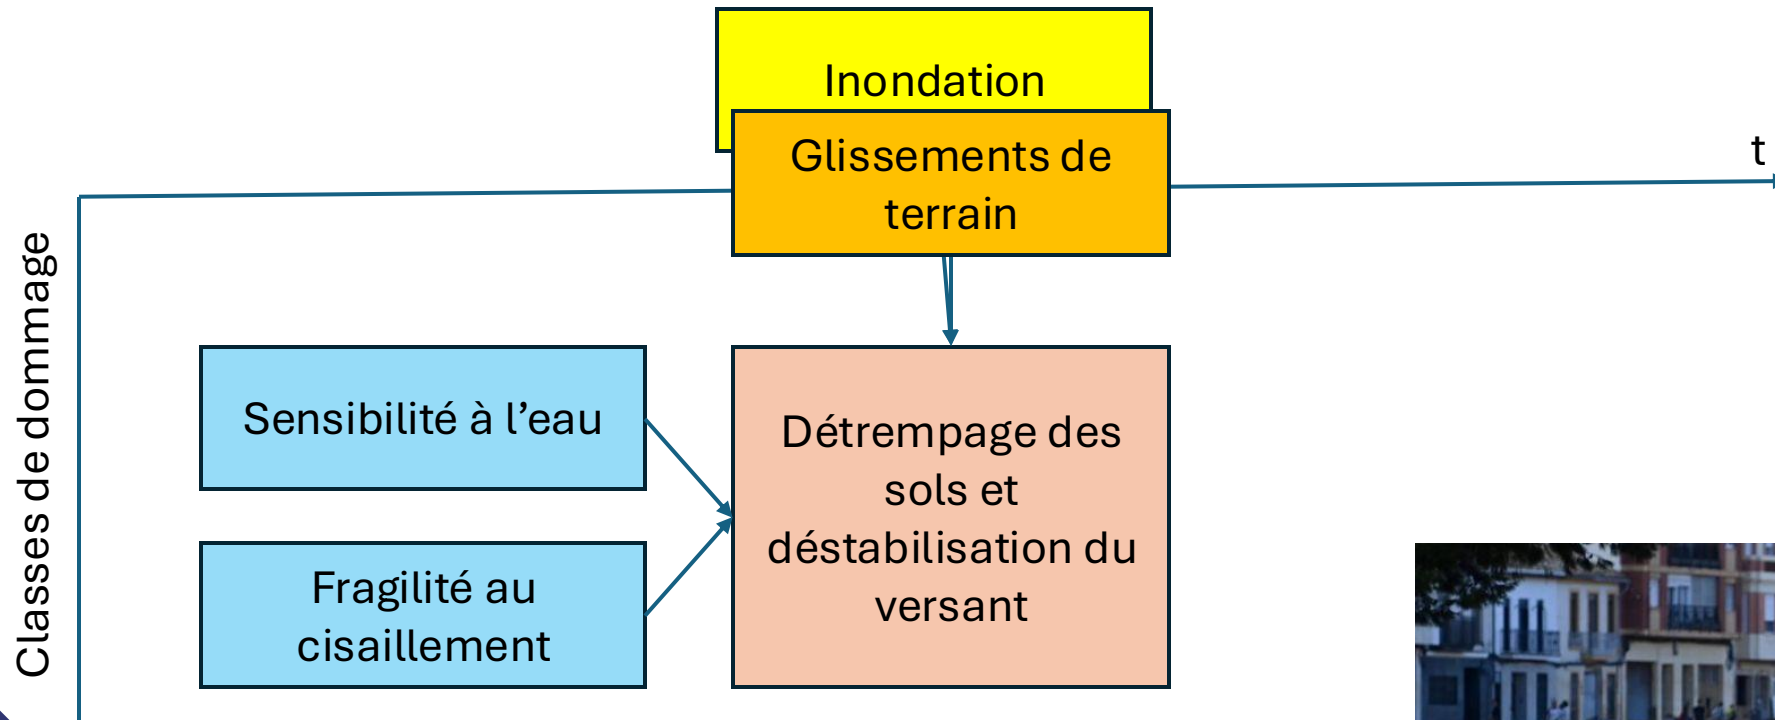 Inondation
Glissements de
terrain
t
Classes de dommage
Sensibilité à l’eau
Fragilité au
cisaillement
Détrempage des
sols et
déstabilisation du
versant